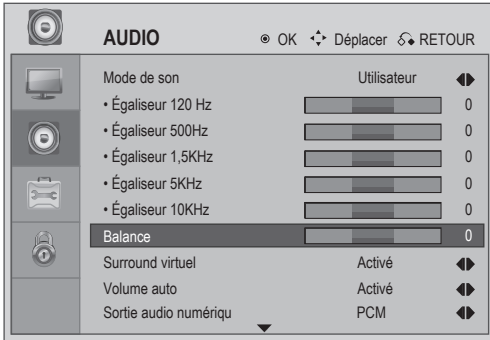 AUDIO OK Déplacer RETOUR
Mode de son Utilisateur
• Égaliseur 120 Hz 0
• Égaliseur 500Hz 0
• Égaliseur 1,5KHz 0
• Égaliseur 5KHz 0
• Égaliseur 10KHz 0
Balance 0
Surround virtuel Activé
Volume auto Activé
Sortie audio numériqu PCM